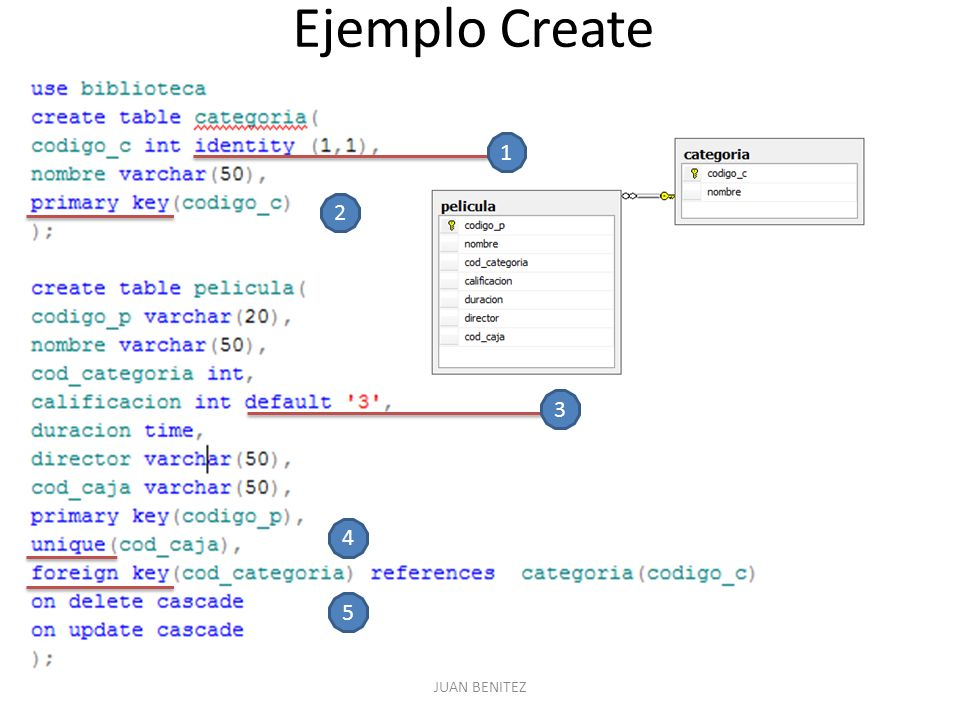 Ejemplo Create
use biblioteca
create table categoria(
codigo_c int identity (1,1),
1
nombre varchar(50),
primary key(codigo_c)
2
);
categoria
codigo_c
nombre
pelicula
codigo_p
nombre
cod_categoria
calificacion
duracion
director
cod_caja
create table pelicula(
codigo_p varchar(20),
nombre varchar(50),
cod_categoria int,
calificacion int default '3',
3
duracion time,
director varchar(50),
cod_caja varchar(50),
primary key(codigo_p),
unique(cod_caja),
4
foreign key(cod_categoria) references  categoria(codigo_c)
on delete cascade
5
on update cascade
);
JUAN BENITEZ